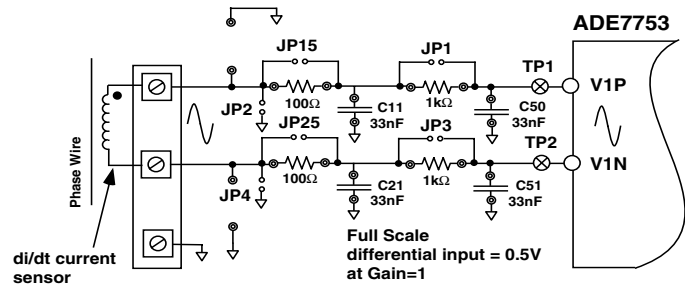 ADE7753
JP15
JP1
TP1
V1P
100Ω
1kΩ
JP2
C11
33nF
C50
33nF
JP25
JP3
TP2
V1N
100Ω
1kΩ
JP4
C21
33nF
C51
33nF
Phase Wire
di/dt current
sensor
Full Scale
differential input = 0.5V
at Gain=1